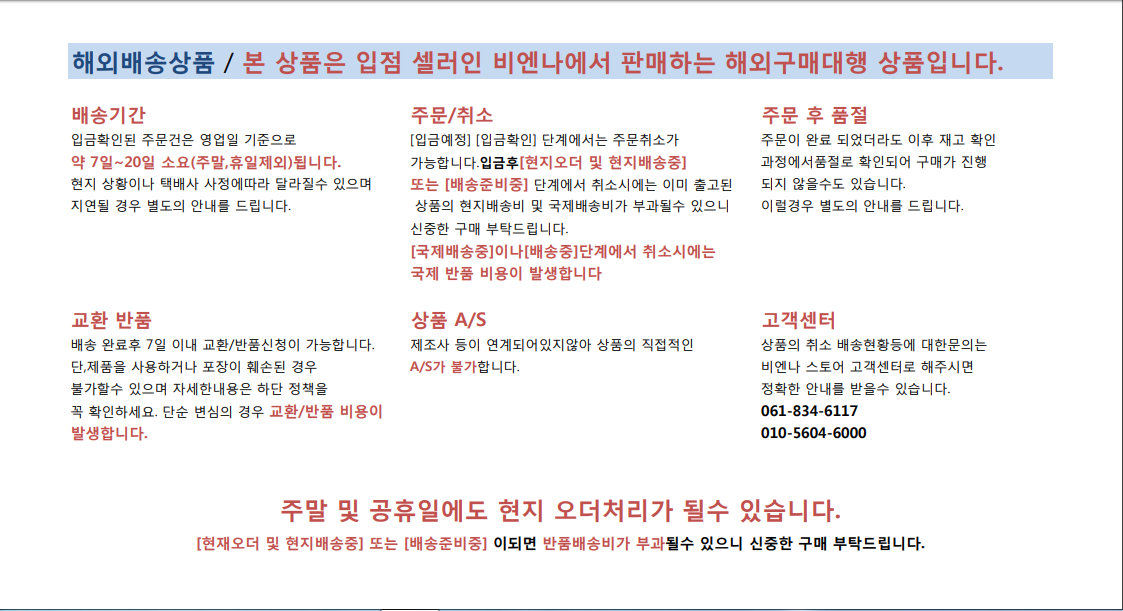 해외배송상품 / 본 상품은 입점 셀러인 비엔나에서 판매하는 해외구매대행 상품입니다.
배송기간
입금확인된 주문건은 영업일 기준으로
약 7일~20일 소요(주말,휴일제외)됩니다.
현지 상황이나 택배사 사정에따라 달라질수 있으며
지연될 경우 별도의 안내를 드립니다.
주문/취소
[입금예정] [입금확인] 단계에서는 주문취소가
가능합니다.입금후[현지오더 및 현지배송중]
또는 [배송준비중] 단계에서 취소시에는 이미 출고된
상품의 현지배송비 및 국제배송비가 부과될수 있으니
신중한 구매 부탁드립니다.
[국제배송중]이나[배송중]단계에서 취소시에는
국제 반품 비용이 발생합니다
주문 후 품절
주문이 완료 되었더라도 이후 재고 확인
과정에서품절로 확인되어 구매가 진행
되지 않을수도 있습니다.
이럴경우 별도의 안내를 드립니다.
교환 반품
배송 완료후 7일 이내 교환/반품신청이 가능합니다.
단,제품을 사용하거나 포장이 훼손된 경우
불가할수 있으며 자세한내용은 하단 정책을
꼭 확인하세요. 단순 변심의 경우 교환/반품 비용이
발생합니다.
상품 A/S
제조사 등이 연계되어있지않아 상품의 직접적인
A/S가 불가합니다.
고객센터
상품의 취소 배송현황등에 대한문의는
비엔나 스토어 고객센터로 해주시면
정확한 안내를 받을수 있습니다.
061-834-6117
010-5604-6000
주말 및 공휴일에도 현지 오더처리가 될수 있습니다.
[현재오더 및 현지배송중] 또는 [배송준비중] 이되면 반품배송비가 부과될수 있으니 신중한 구매 부탁드립니다.